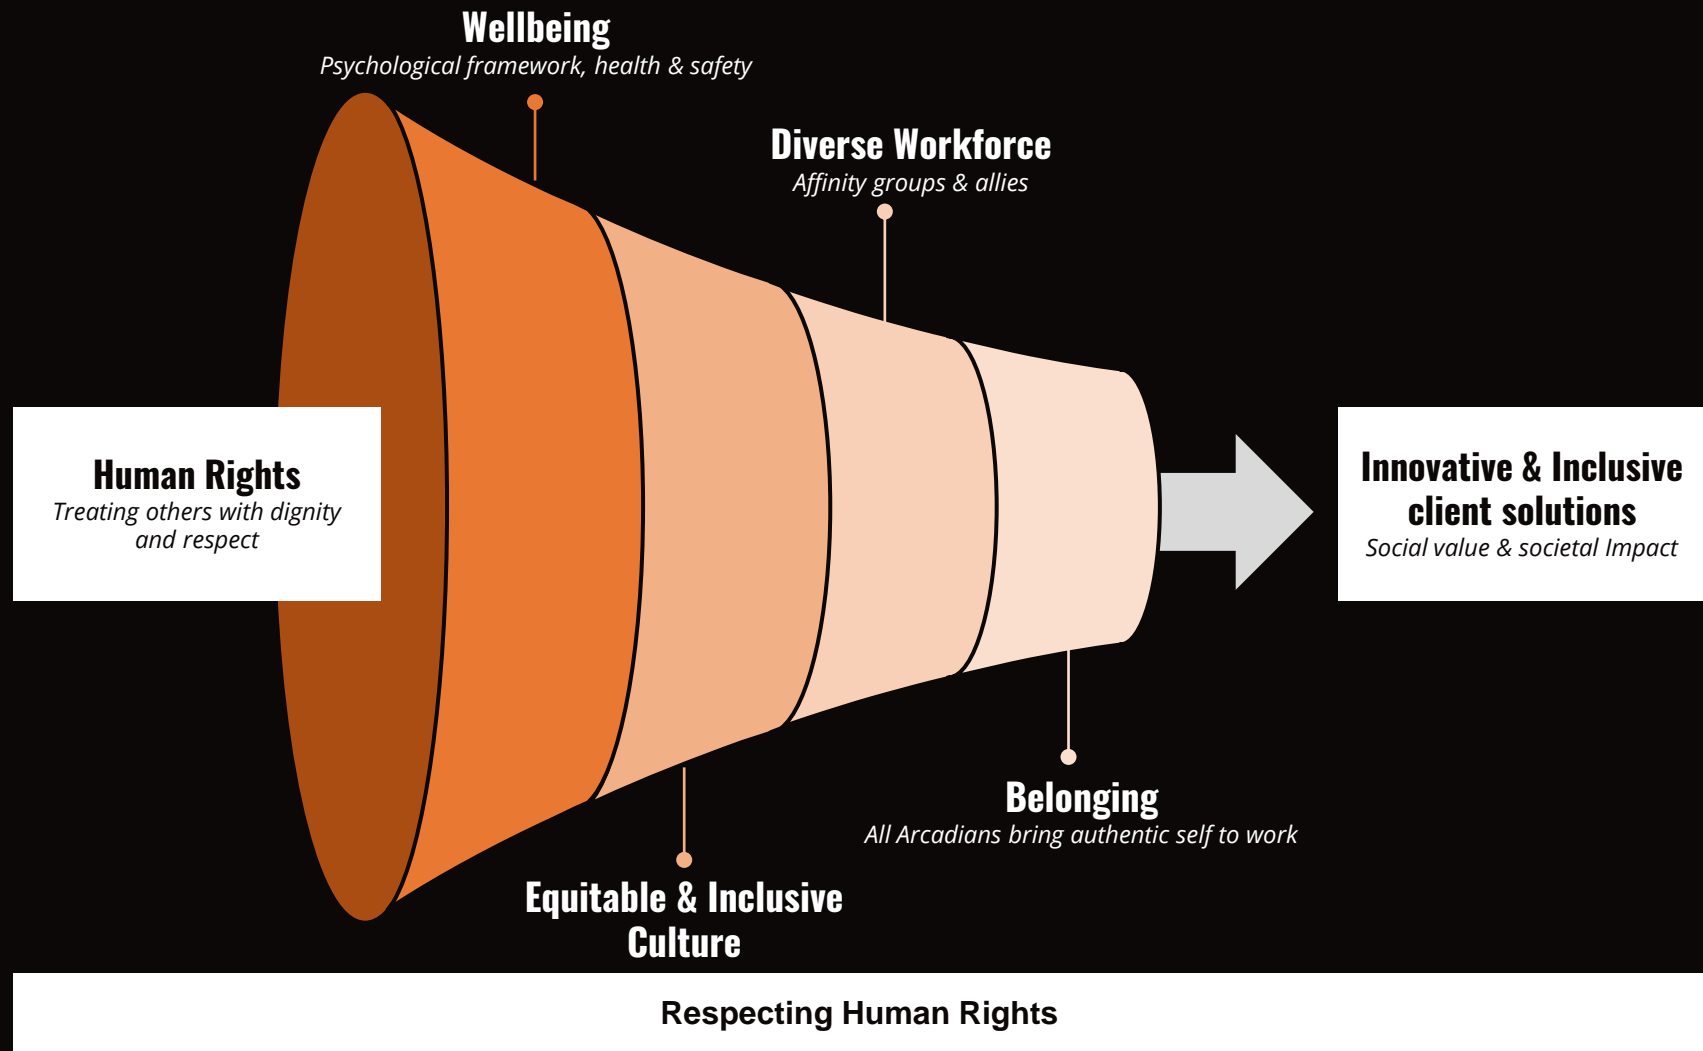 Wellbeing
Psychological framework, health & safety
Diverse Workforce
Affinity groups & allies
Human Rights
Treating others with dignity
and respect
Innovative & Inclusive
client solutions
Social value & societal Impact
Belonging
All Arcadians bring authentic self to work
Equitable & Inclusive
Culture
Respecting Human Rights